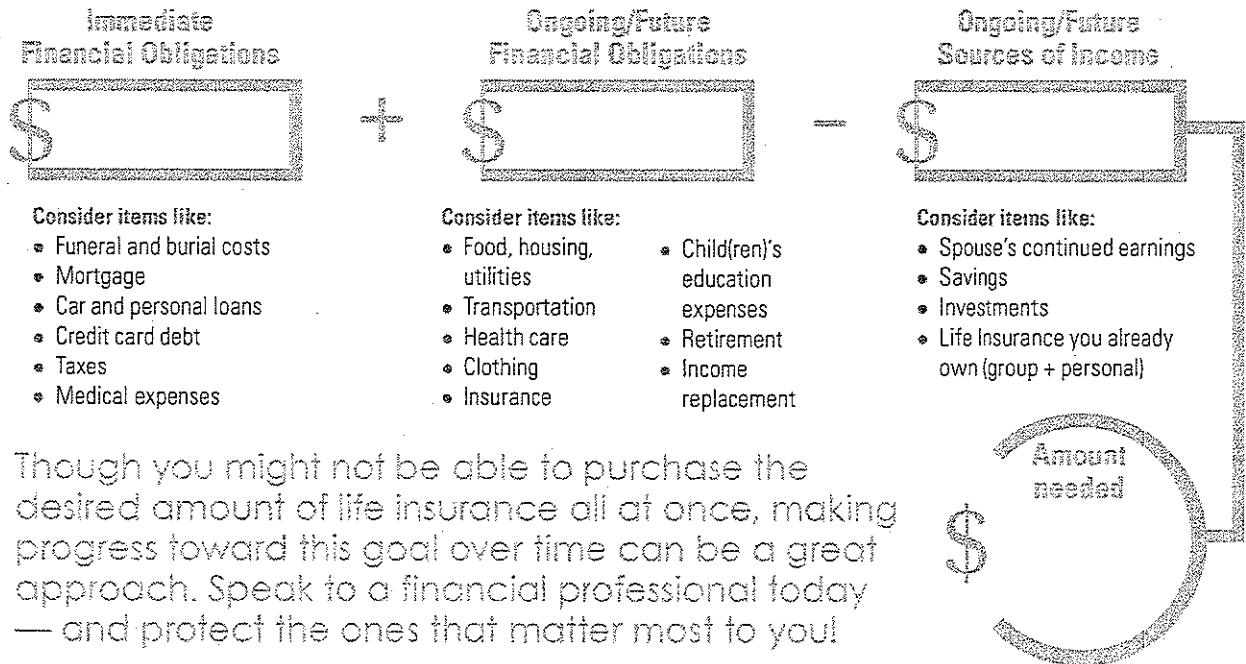 Immediate
Financial Obligations
$
+
Ongoing/Future
Financial Obligations
$
—
Ongoing/Future
Sources of Income
$
Consider items like:
• Funeral and burial costs
• Mortgage
• Car and personal loans
• Credit card debt
• Taxes
• Medical expenses
Consider items like:
• Food, housing,
utilities
• Transportation
• Health care
• Clothing
• Insurance
• Child(ren)'s
education
expenses
• Retirement
• Income
replacement
Consider items like:
• Spouse's continued earnings
• Savings
• Investments
• Life Insurance you already
own (group + personal)
Though you might not be able to purchase the
desired amount of life insurance all at once, making
progress toward this goal over time can be a great
approach. Speak to a financial professional today
— and protect the ones that matter most to you!
Amount
needed
$